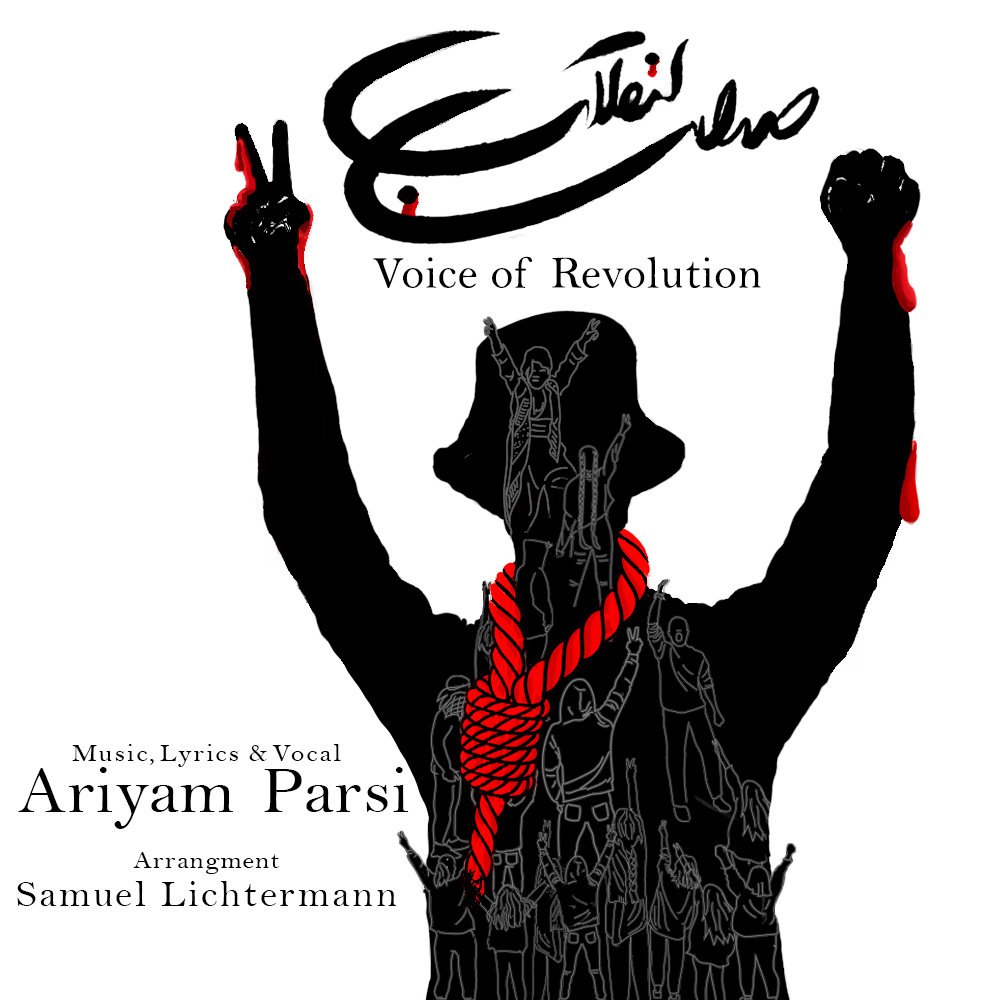 صدای انقلاب
Voice of Revolution
Music, Lyrics & Vocal
Ariyam Parsi
Arrangment
Samuel Lichtermann